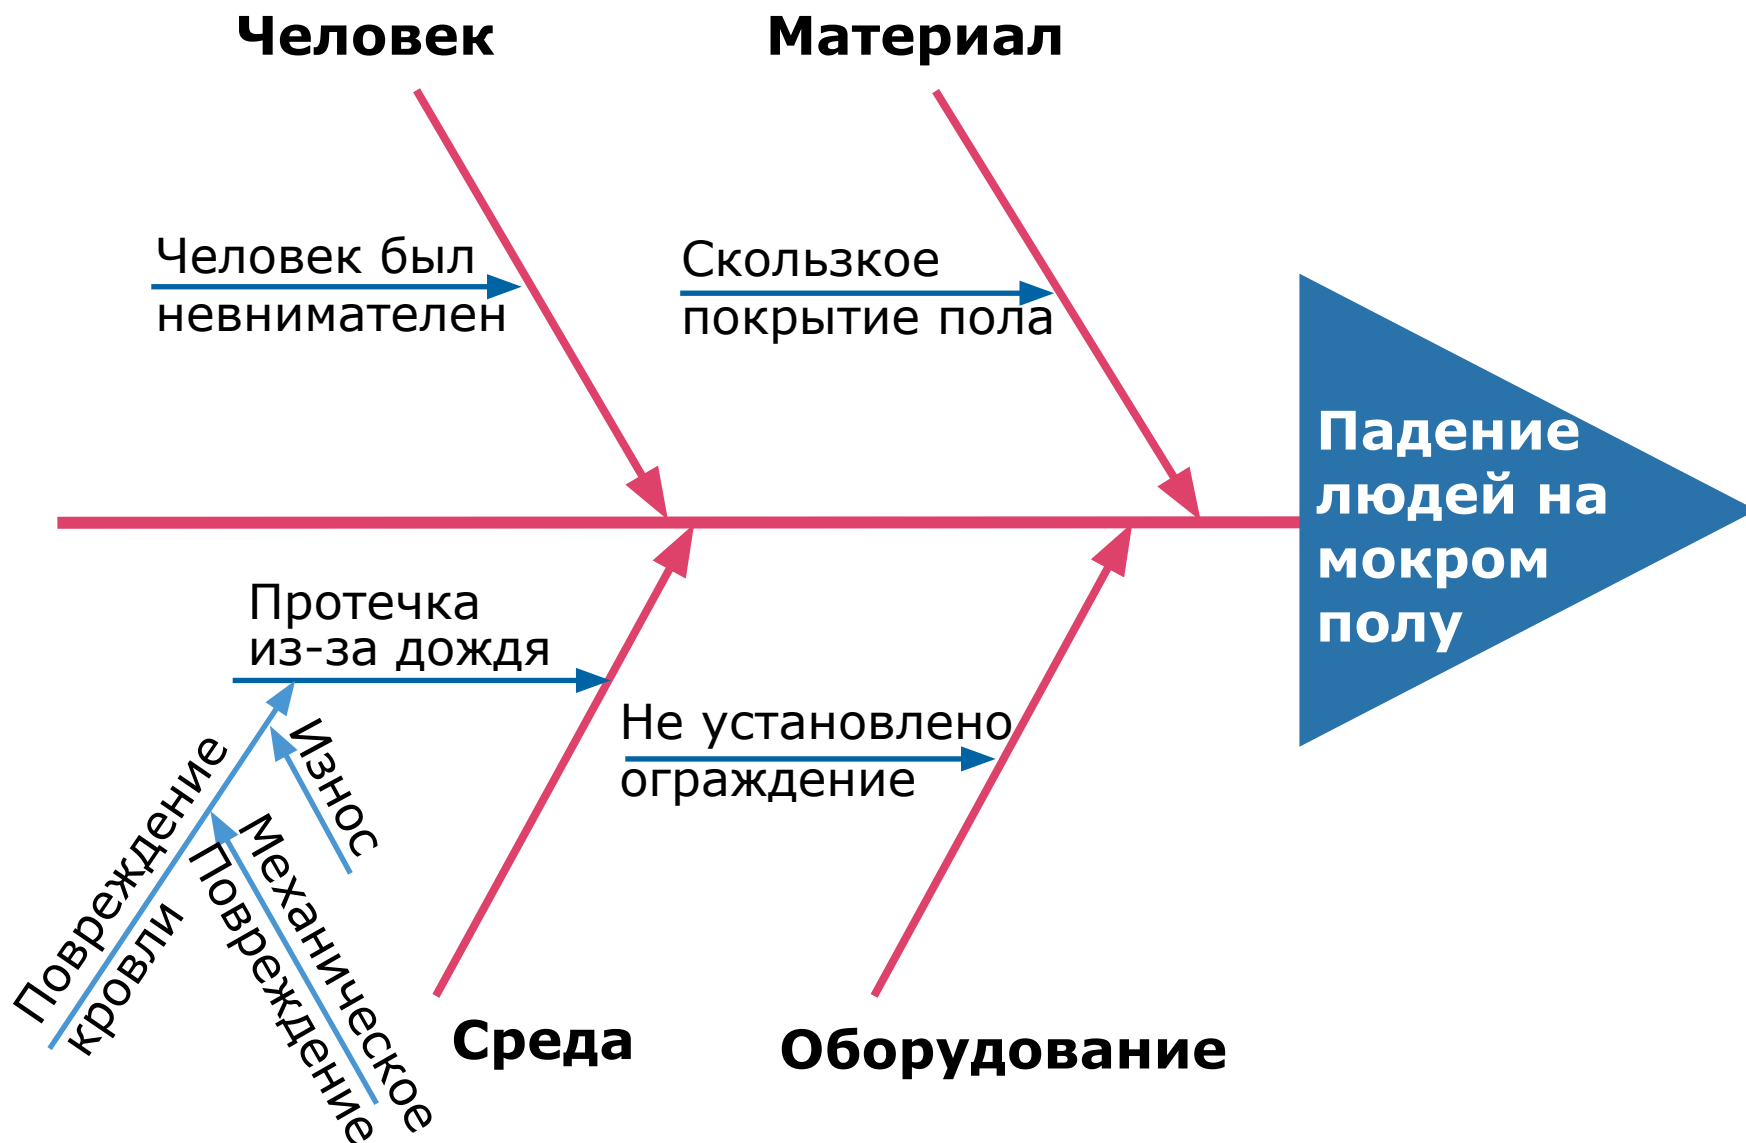 Человек
Материал
Человек был
невнимателен
Скользкое
покрытие пола
Падение
людей на
мокром
полу
Протечка
из-за дождя
Не установлено
ограждение
Износ
Повреждение
кровли
Механическое
Повреждение
Среда
Оборудование